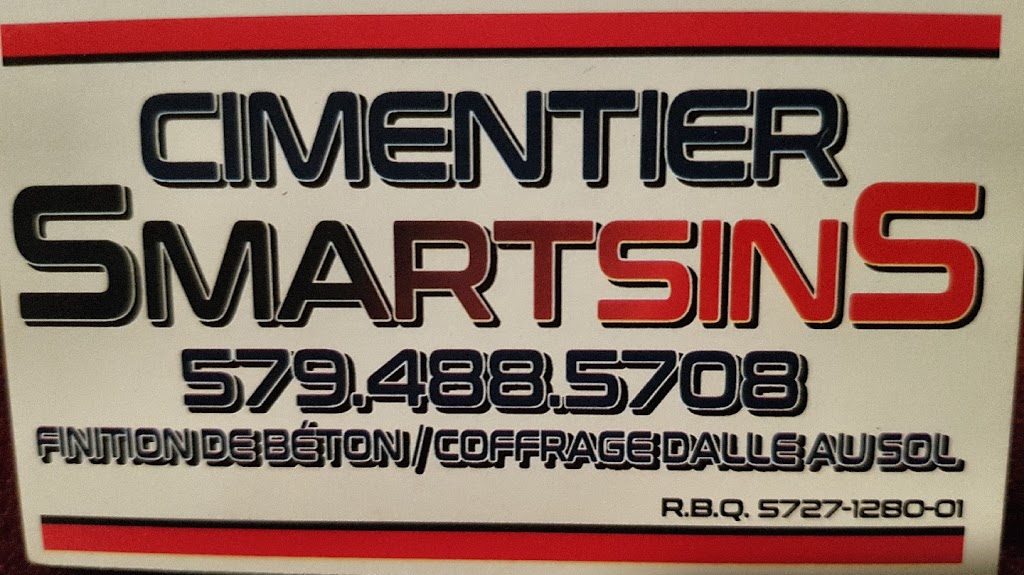 CIMENTIER
SMARTSINS
579.488.5708
FINITION DE BÉTON / COFFRAGE DALLE AU SOL
R.B.Q. 5727-1280-01